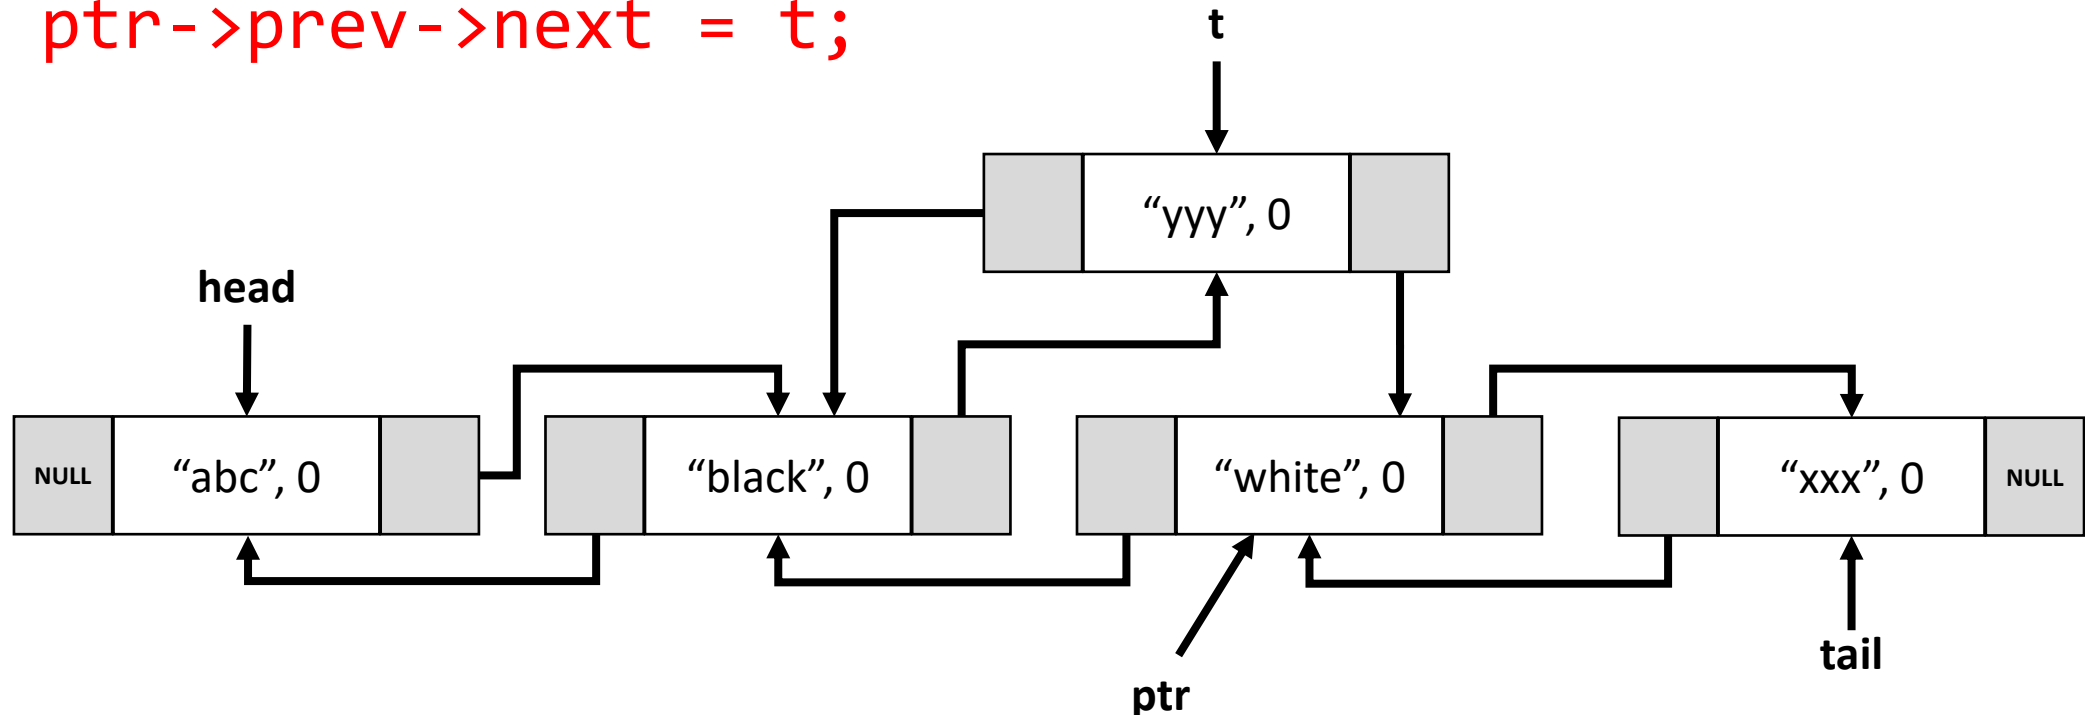 ptr->prev->next = t;
t
“yyy”, 0
head
NULL “abc”, 0 “black”, 0 “white”, 0 “xxx”, 0 NULL
tail
ptr